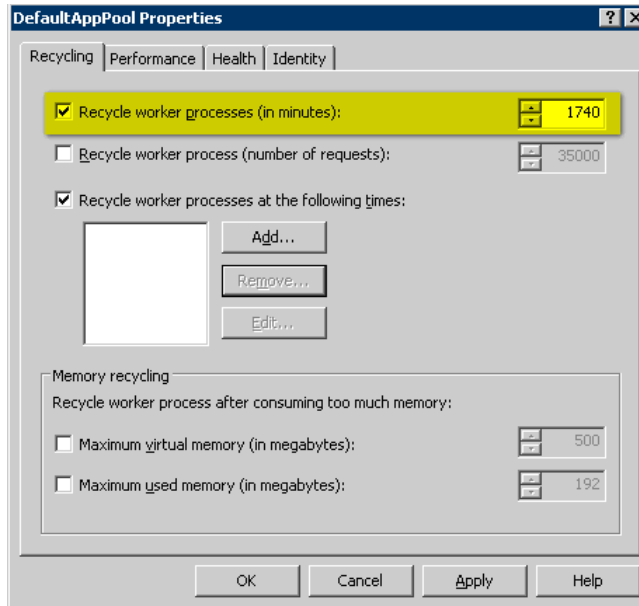 DefaultAppPool Properties
Recycling Performance Health Identity
Recycle worker processes (in minutes): 1740
Recycle worker process (number of requests): 35000
Recycle worker processes at the following times:
Add...
Remove...
Edit...
Memory recycling
Recycle worker process after consuming too much memory:
Maximum virtual memory (in megabytes): 500
Maximum used memory (in megabytes): 192
OK Cancel Apply Help